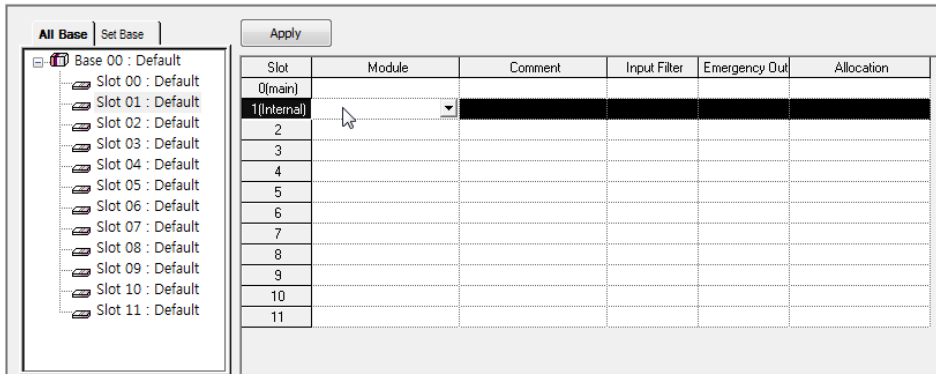 All Base Set Base
Base 00 : Default
Slot 00 : Default
Slot 01 : Default
Slot 02 : Default
Slot 03 : Default
Slot 04 : Default
Slot 05 : Default
Slot 06 : Default
Slot 07 : Default
Slot 08 : Default
Slot 09 : Default
Slot 10 : Default
Slot 11 : Default
Apply
Slot Module Comment Input Filter Emergency Out Allocation
0(main)
1(Internal)
2
3
4
5
6
7
8
9
10
11